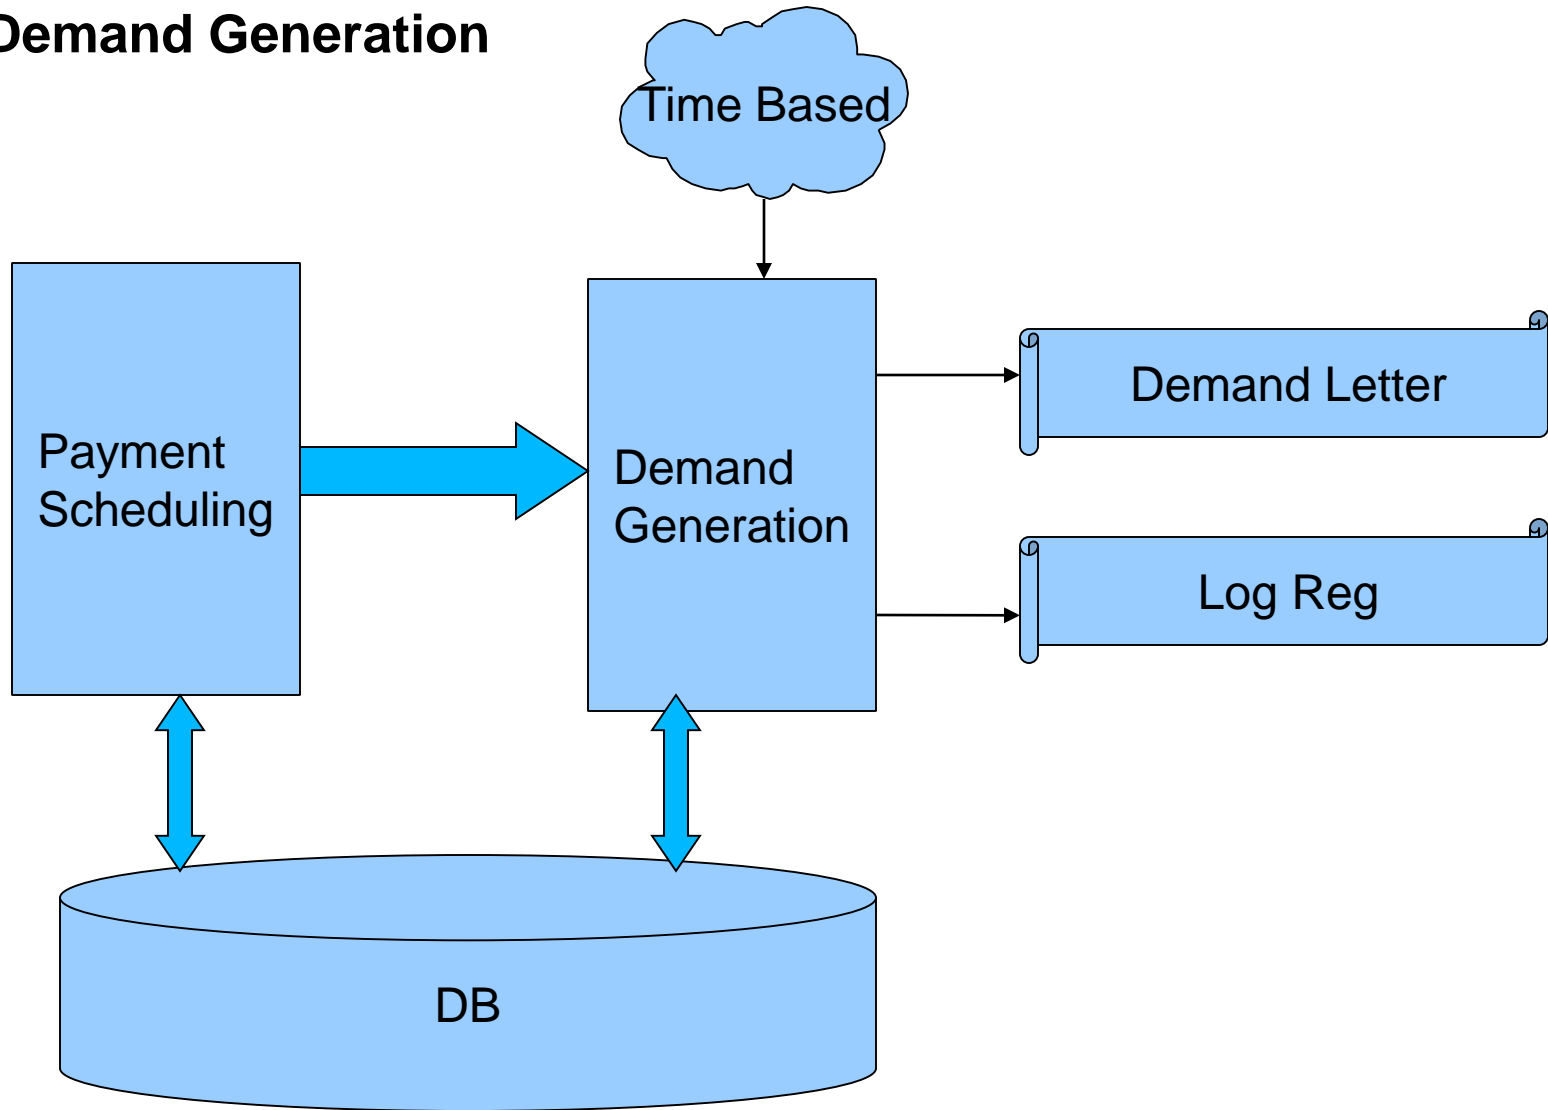 Demand Generation
Time Based
Payment
Scheduling
Demand
Generation
Demand Letter
Log Reg
DB